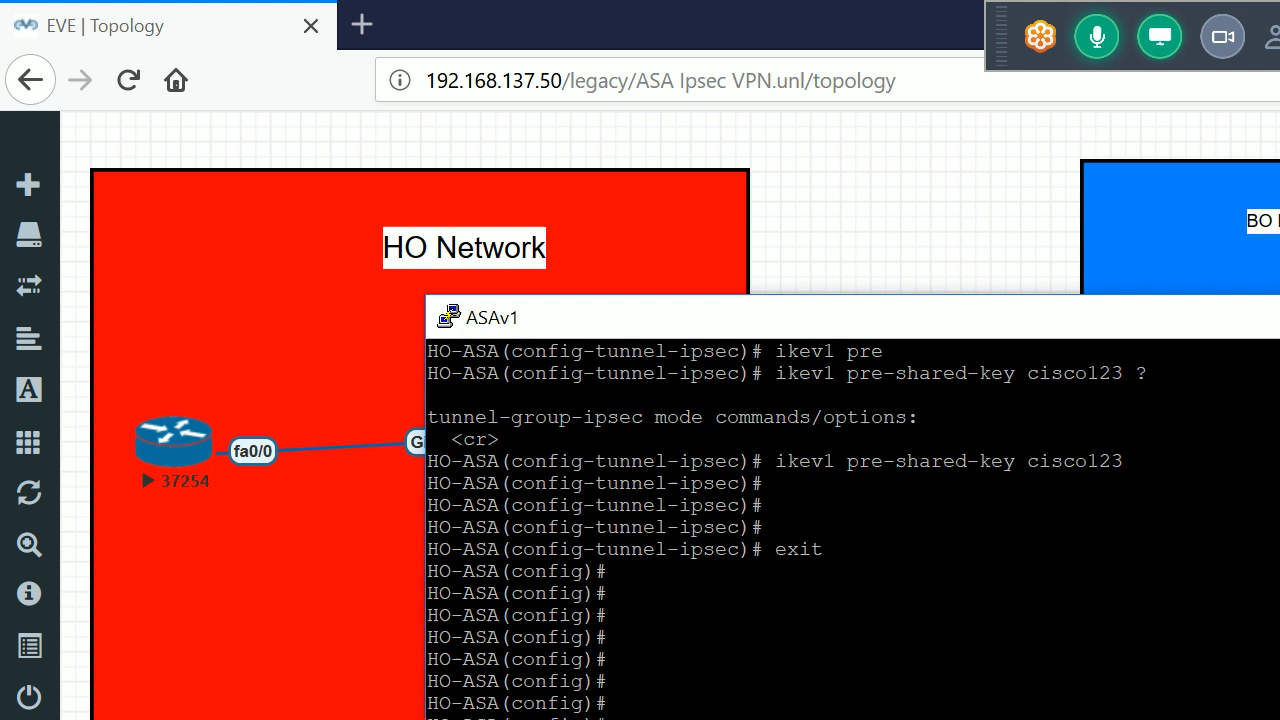 EVE | Topology
192.168.137.50/legacy/ASA Ipsec VPN.unl/topology
HO Network
BO
fa0/0
G
37254
ASAv1
HO-ASA(config-tunnel-ipsec)# ikev1 pre
HO-ASA(config-tunnel-ipsec)# ikev1 pre-shared-key cisco123 ?
tunnel-group-ipsec mode commands/options:
<cr>
HO-ASA(config-tunnel-ipsec)# ikev1 pre-shared-key cisco123
HO-ASA(config-tunnel-ipsec)#
HO-ASA(config-tunnel-ipsec)#
HO-ASA(config-tunnel-ipsec)#
HO-ASA(config-tunnel-ipsec)# exit
HO-ASA(config)#
HO-ASA(config)#
HO-ASA(config)#
HO-ASA(config)#
HO-ASA(config)#
HO-ASA(config)#
HO-ASA(config)#